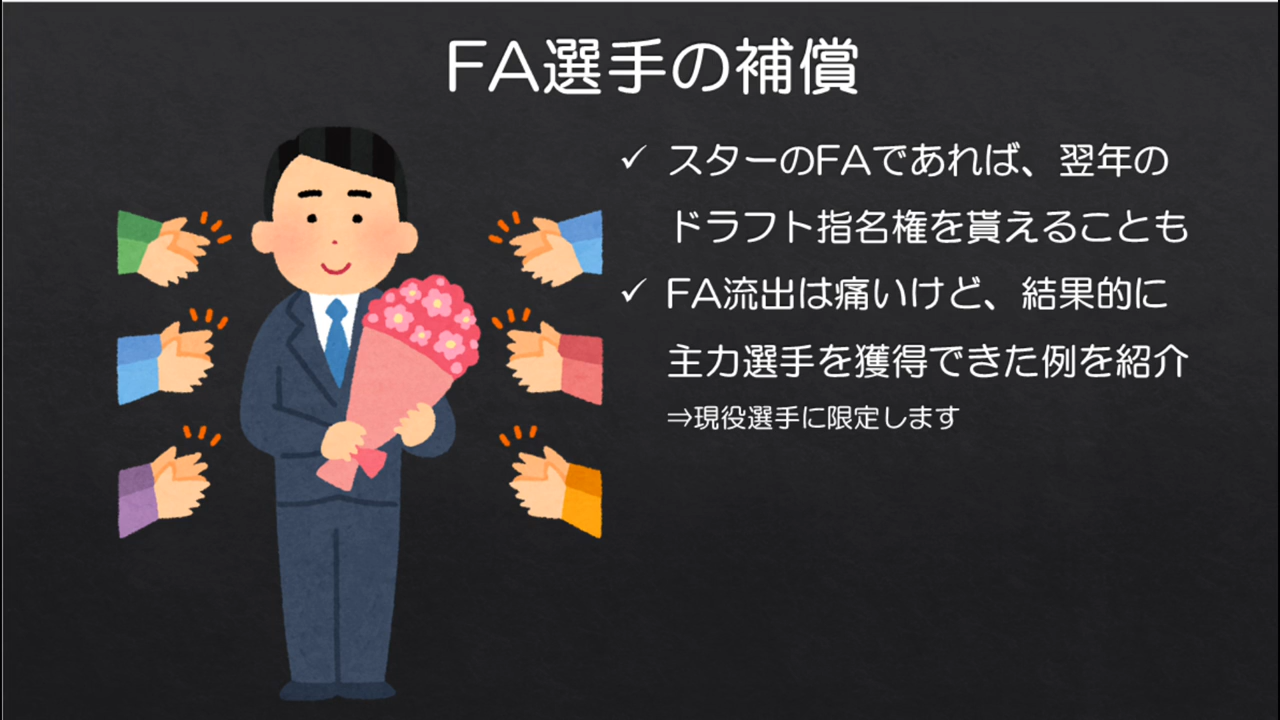 FA選手の補償
✓ スターのFAであれば、翌年の
ドラフト指名権を貰えることも
✓ FA流出は痛いけど、結果的に
主力選手を獲得できた例を紹介
⇒現役選手に限定します